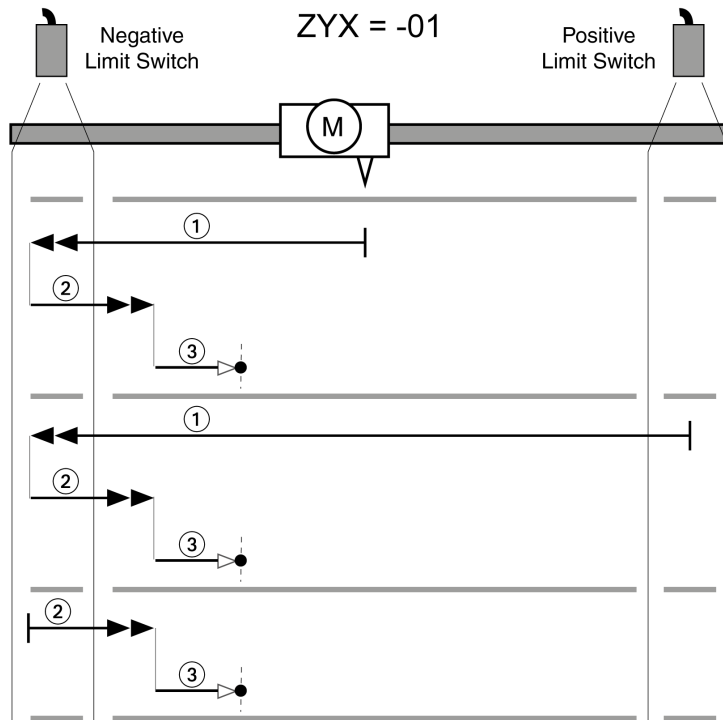 ZYX = -01
Negative
Limit Switch
Positive
Limit Switch
M
1
2
3
1
2
3
2
3